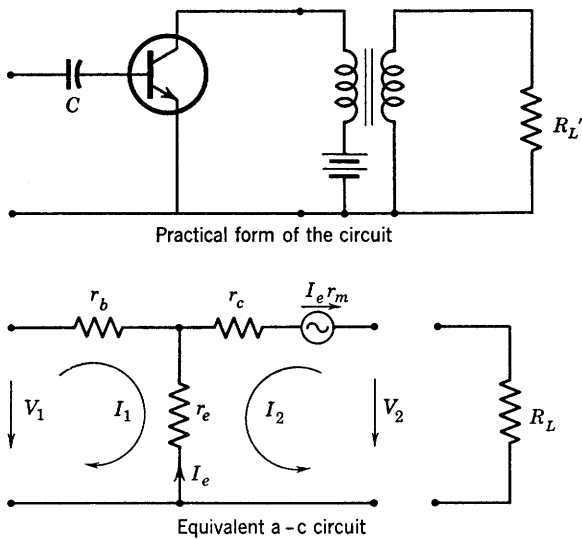 C
R_L'
Practical form of the circuit
r_b
r_c
I_e r_m
V_1
I_1
r_e
I_2
V_2
R_L
I_e
Equivalent a-c circuit